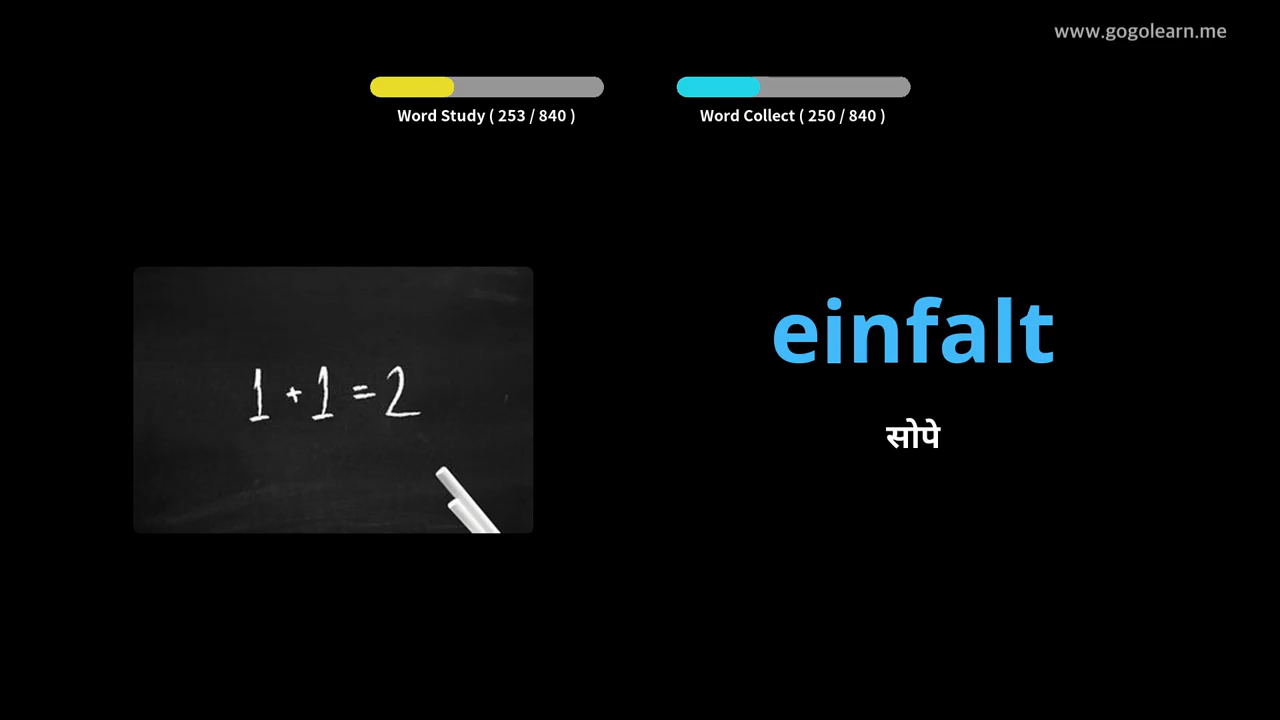 www.gogolearn.me
Word Study ( 253 / 840 )
Word Collect ( 250 / 840 )
1 + 1 = 2
einfalt
सोपे